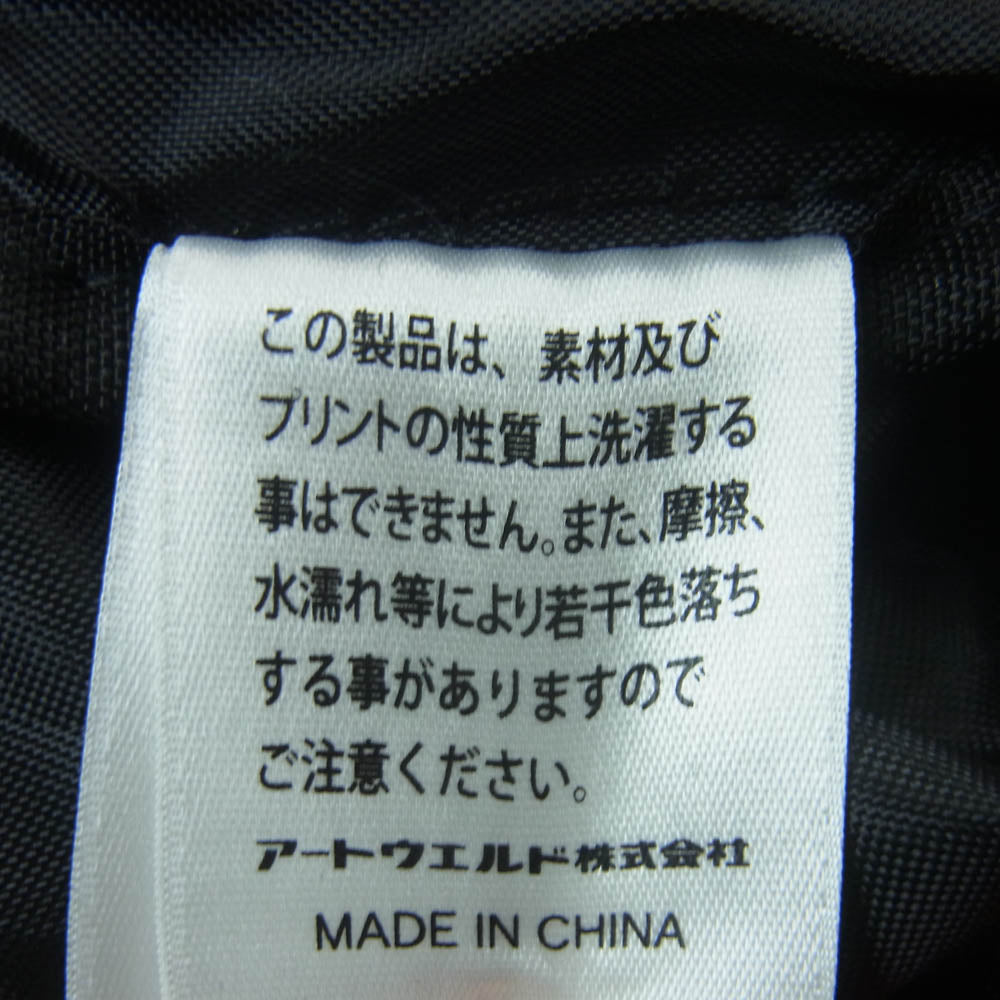 この製品は、素材及び
プリントの性質上洗濯する
事はできません。また、摩擦、
水濡れ等により若干色落ち
する事がありますので
ご注意ください。
アートウエルド株式会社
MADE IN CHINA